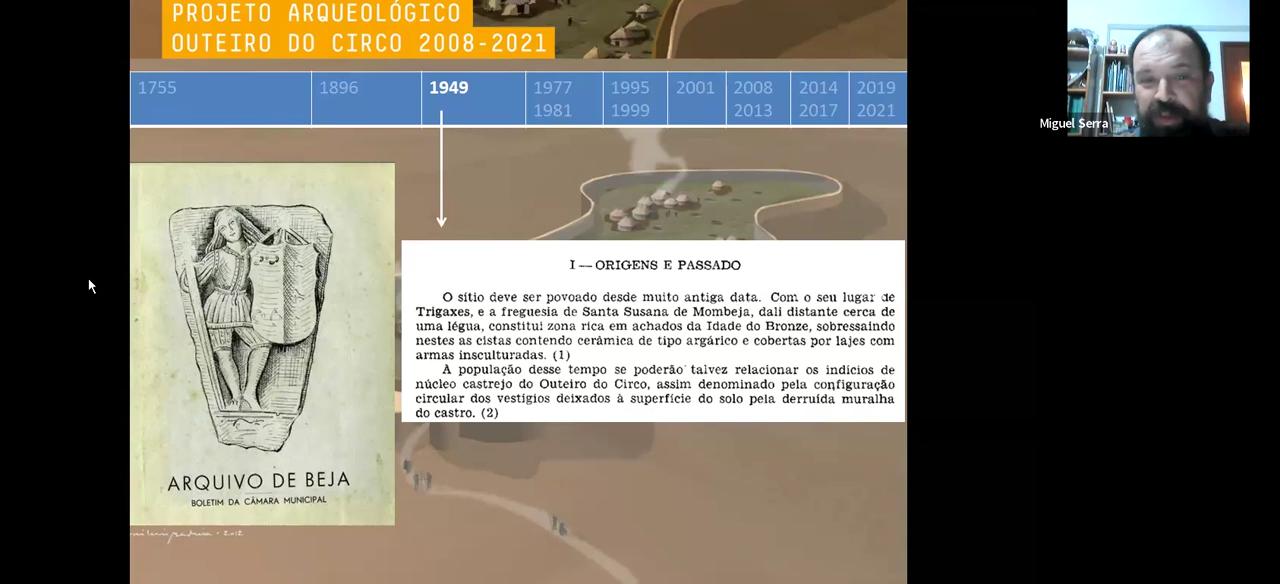 PROJETO ARQUEOLÓGICO
OUTEIRO DO CIRCO 2008-2021
1755
1896
1949
1977
1981
1995
1999
2001
2008
2013
2014
2017
2019
2021
Miguel Serra
I — ORIGENS E PASSADO
O sítio deve ser povoado desde muito antiga data. Com o seu lugar de
Trigaxes, e a freguesia de Santa Susana de Mombeja, dali distante cerca de
uma légua, constitui zona rica em achados da Idade do Bronze, sobressaindo
nestes as cistas contendo cerâmica de tipo argárico e cobertas por lajes com
armas insculturadas. (1)
A população desse tempo se poderão talvez relacionar os indícios de
núcleo castrejo do Outeiro do Circo, assim denominado pela configuração
circular dos vestígios deixados à superfície do solo pela derruída muralha
do castro. (2)
ARQUIVO DE BEJA
BOLETIM DA CÂMARA MUNICIPAL